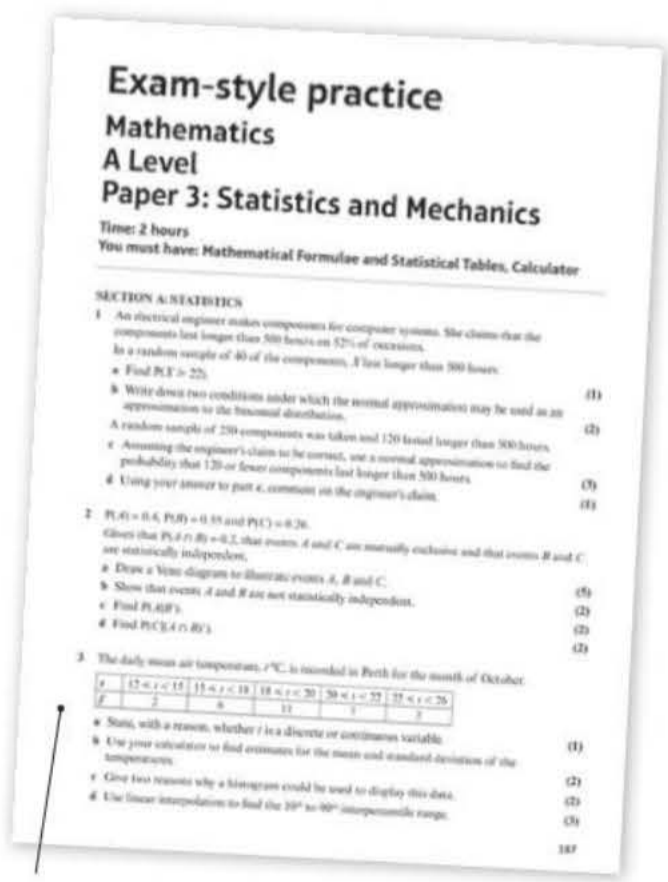 Exam-style practice
Mathematics
A Level
Paper 3: Statistics and Mechanics
Time: 2 hours
You must have: Mathematical Formulae and Statistical Tables, Calculator
SECTION A: STATISTICS
1 An electrical engineer makes components for computer systems. She claims that the
components last longer than 500 hours on 52% of occasions.
In a random sample of 40 of the components, X last longer than 500 hours.
a Find P(X > 22). (1)
b Write down two conditions under which the normal approximation may be used as an
approximation to the binomial distribution. (2)
A random sample of 250 components was taken and 120 lasted longer than 500 hours.
c Assuming the engineer's claim to be correct, use a normal approximation to find the
probability that 120 or fewer components last longer than 500 hours. (3)
d Using your answer to part c, comment on the engineer's claim. (1)
2 P(A) = 0.4, P(B) = 0.55 and P(C) = 0.26.
Given that P(A ∩ B) = 0.2, that events A and C are mutually exclusive and that events B and C
are statistically independent,
a Draw a Venn diagram to illustrate events A, B and C. (5)
b Show that events A and B are not statistically independent. (2)
c Find (2)
d Find (2)
3 The daily mean air temperature, t °C, is recorded in Perth for the month of October.
t 12 ≤ t < 15 15 ≤ t < 18 18 ≤ t < 20 20 ≤ t < 22 22 ≤ t < 26
f 2
a State, with a reason, whether t is a discrete or continuous variable. (1)
b Use your calculator to find estimates for the mean and standard deviation of the
temperatures. (2)
c Give two reasons why a histogram could be used to display this data. (2)
d Use linear interpolation to find the 10th to 90th interpercentile range. (3)
187